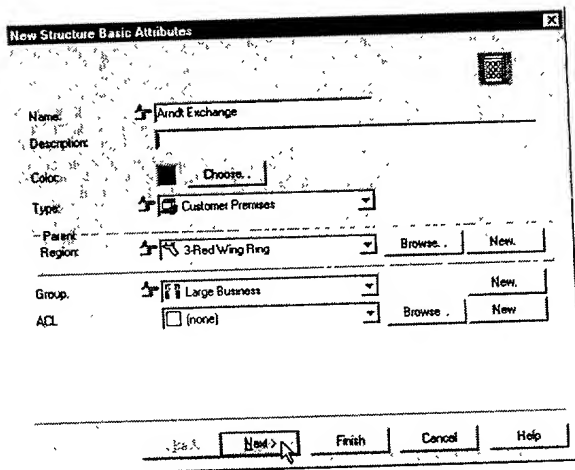 New Structure Basic Attributes
Name: Arndt Exchange
Description:
Color: Choose..
Type: Customer Premises
Parent
Region: 3-Red Wing Ring Browse.. New.
Group. Large Business New.
ACL (none) Browse . New
Next > Finish Cancel Help